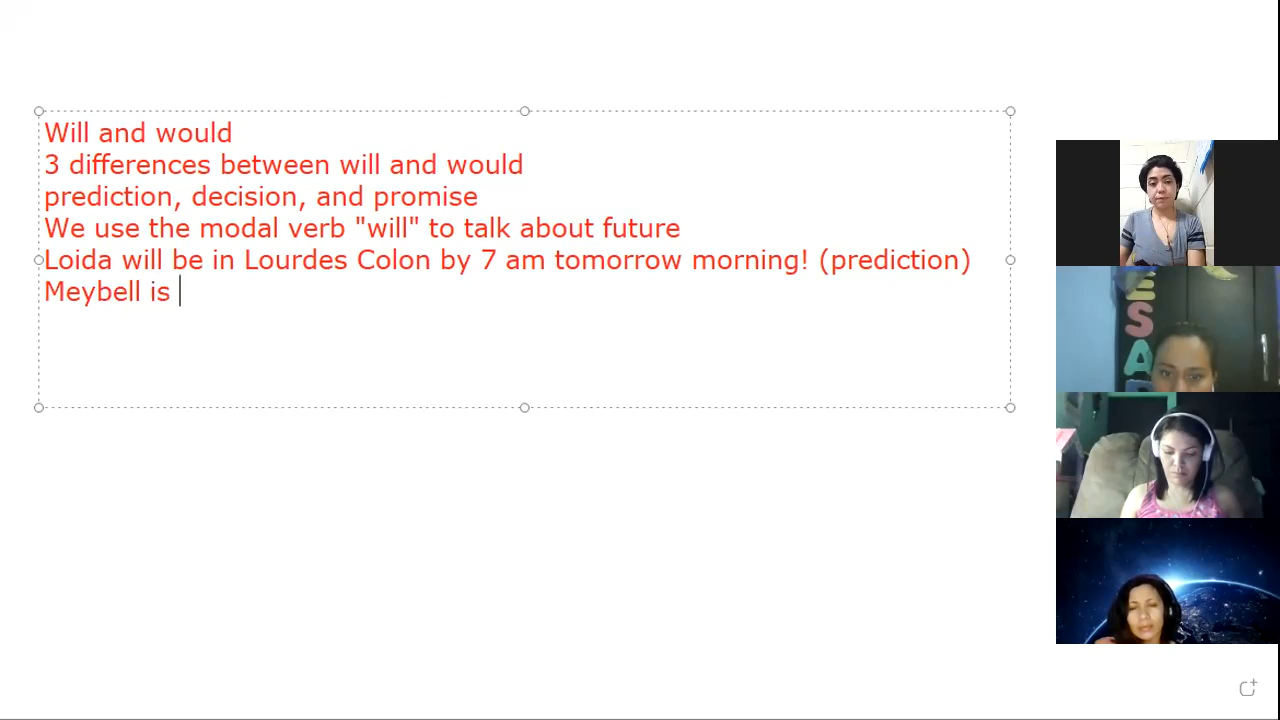 Will and would
3 differences between will and would
prediction, decision, and promise
We use the modal verb "will" to talk about future
Loida will be in Lourdes Colon by 7 am tomorrow morning! (prediction)
Meybell is
E
S
A